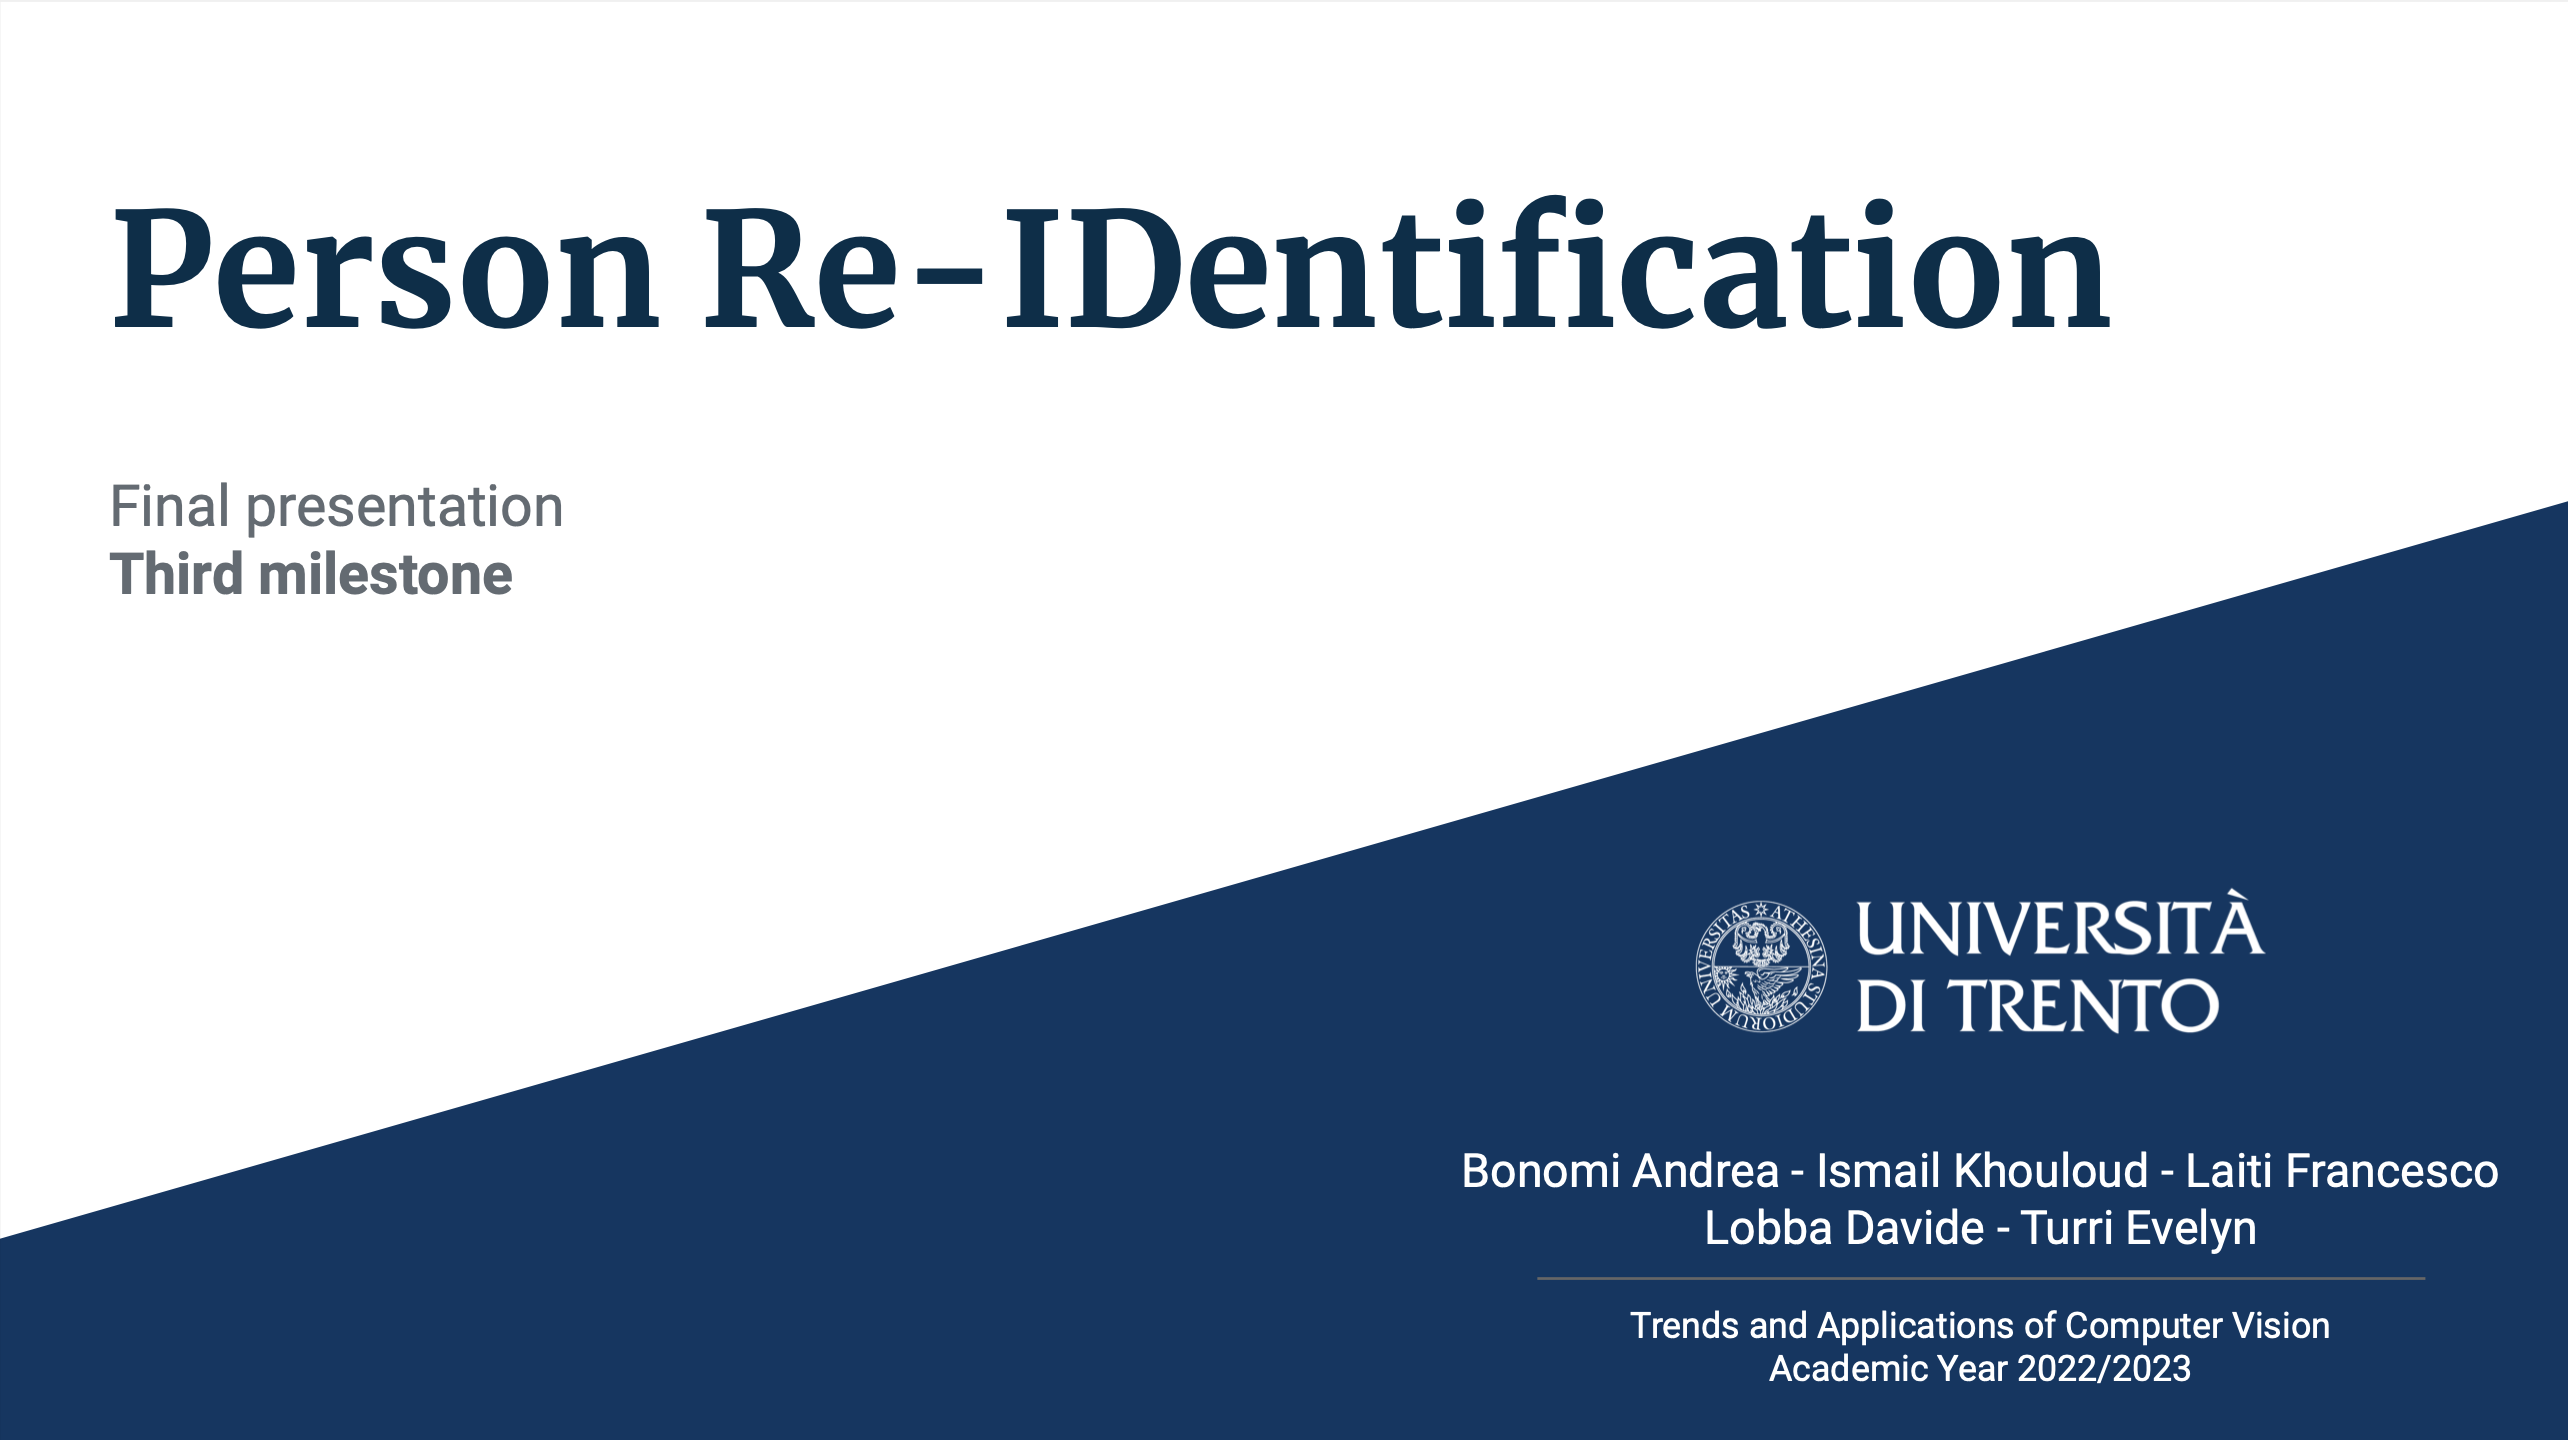 Person Re-IDentification
Final presentation
Third milestone
UNIVERSITAS ATHESINA STUDIORUM
UNIVERSITÀ
DI TRENTO
Bonomi Andrea - Ismail Khouloud - Laiti Francesco
Lobba Davide - Turri Evelyn
Trends and Applications of Computer Vision
Academic Year 2022/2023